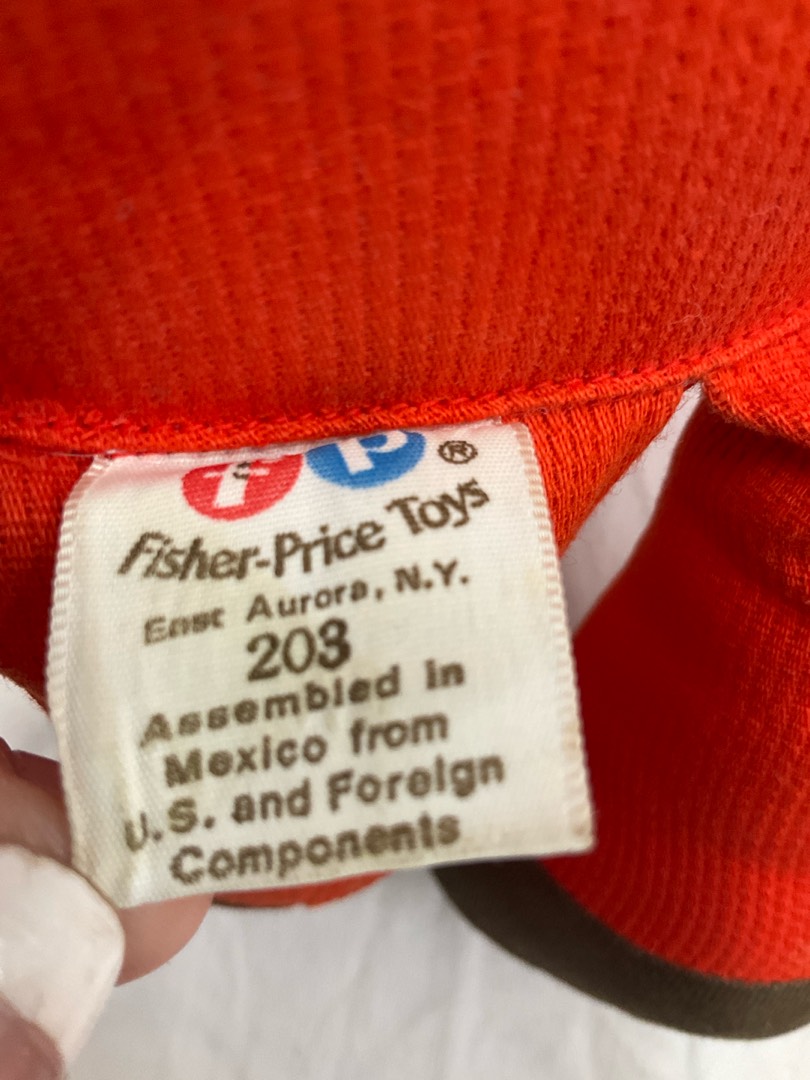 fp ®
Fisher-Price Toys
East Aurora, N.Y.
203
Assembled in
Mexico from
U.S. and Foreign
Components